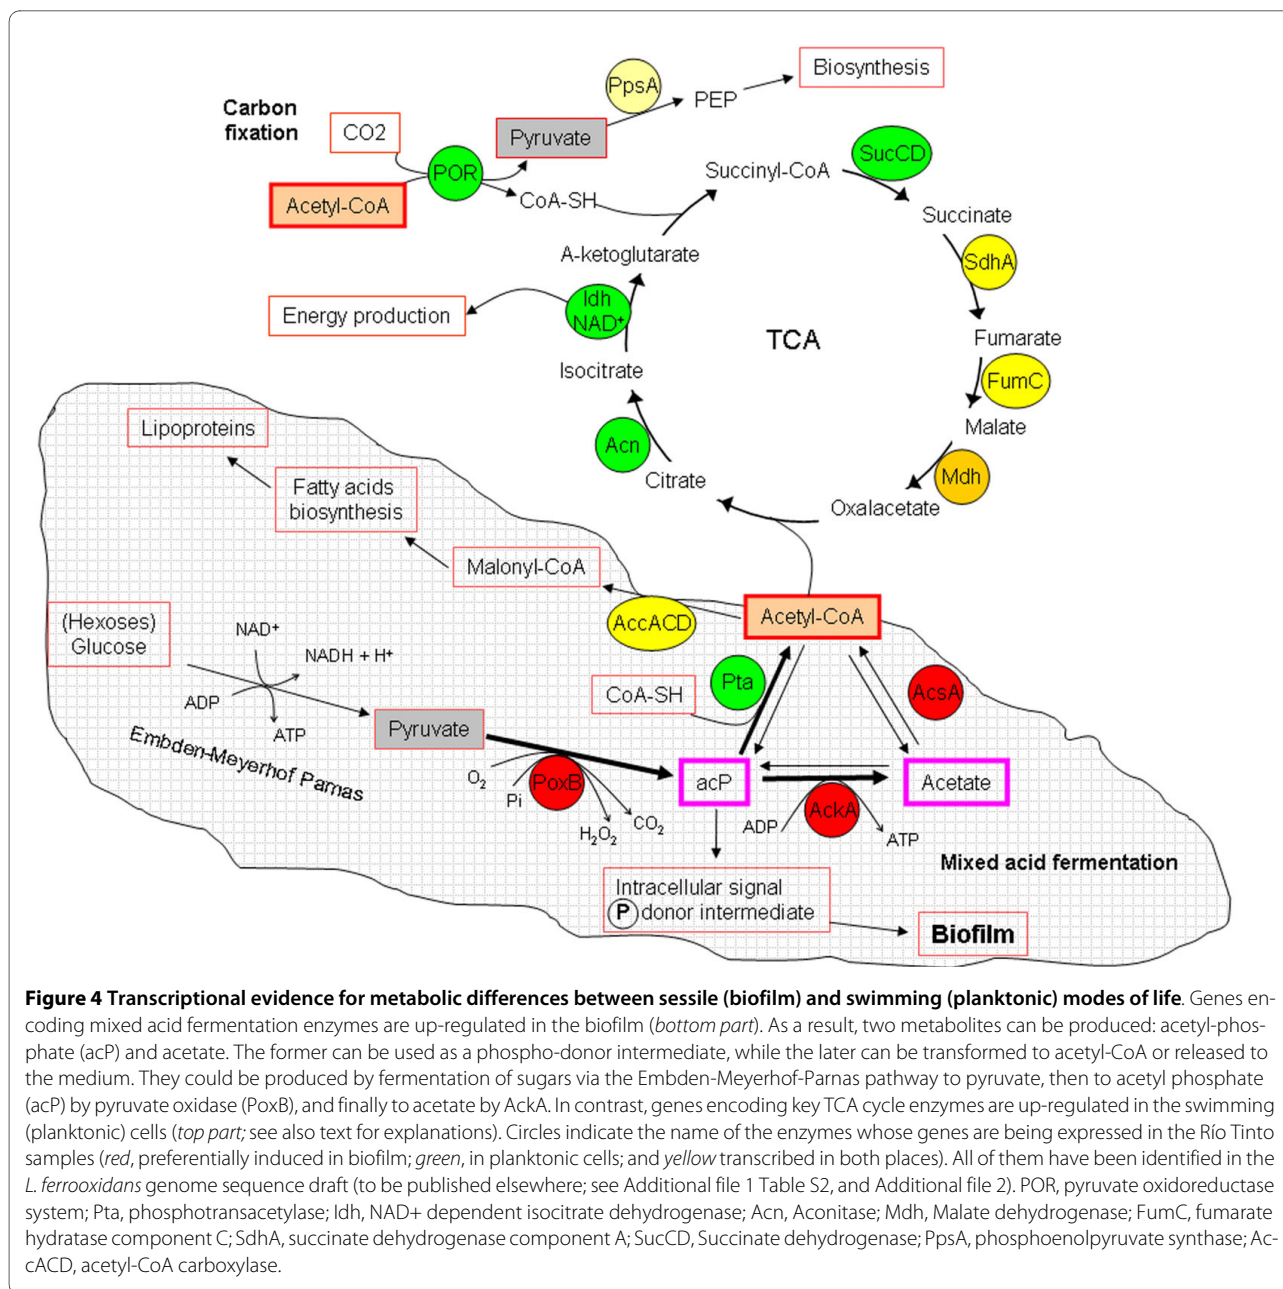 Carbon
fixation
CO2
Acetyl-CoA
POR
Pyruvate
CoA-SH
PpsA
PEP
Biosynthesis
Succinyl-CoA
SucCD
Succinate
SdhA
Fumarate
FumC
Malate
Mdh
Oxalacetate
TCA
A-ketoglutarate
Idh
NAD+
Energy production
Isocitrate
Acn
Citrate
Lipoproteins
Fatty acids
biosynthesis
Malonyl-CoA
AccACD
Acetyl-CoA
(Hexoses)
Glucose
NAD+
NADH + H+
ADP
ATP
Embden-Meyerhof Parnas
Pyruvate
CoA-SH
Pta
AcsA
O2
Pi
PoxB
H2O2
CO2
acP
Acetate
ADP
AckA
ATP
Mixed acid fermentation
Intracellular signal
P donor intermediate
Biofilm
Figure 4 Transcriptional evidence for metabolic differences between sessile (biofilm) and swimming (planktonic) modes of life. Genes en-
coding mixed acid fermentation enzymes are up-regulated in the biofilm (bottom part). As a result, two metabolites can be produced: acetyl-phos-
phate (acP) and acetate. The former can be used as a phospho-donor intermediate, while the later can be transformed to acetyl-CoA or released to
the medium. They could be produced by fermentation of sugars via the Embden-Meyerhof-Parnas pathway to pyruvate, then to acetyl phosphate
(acP) by pyruvate oxidase (PoxB), and finally to acetate by AckA. In contrast, genes encoding key TCA cycle enzymes are up-regulated in the swimming
(planktonic) cells (top part; see also text for explanations). Circles indicate the name of the enzymes whose genes are being expressed in the Río Tinto
samples (red, preferentially induced in biofilm; green, in planktonic cells; and yellow transcribed in both places). All of them have been identified in the
L. ferrooxidans genome sequence draft (to be published elsewhere; see Additional file 1 Table S2, and Additional file 2). POR, pyruvate oxidoreductase
system; Pta, phosphotransacetylase; Idh, NAD+ dependent isocitrate dehydrogenase; Acn, Aconitase; Mdh, Malate dehydrogenase; FumC, fumarate
hydratase component C; SdhA, succinate dehydrogenase component A; SucCD, Succinate dehydrogenase; PpsA, phosphoenolpyruvate synthase; Ac-
cACD, acetyl-CoA carboxylase.